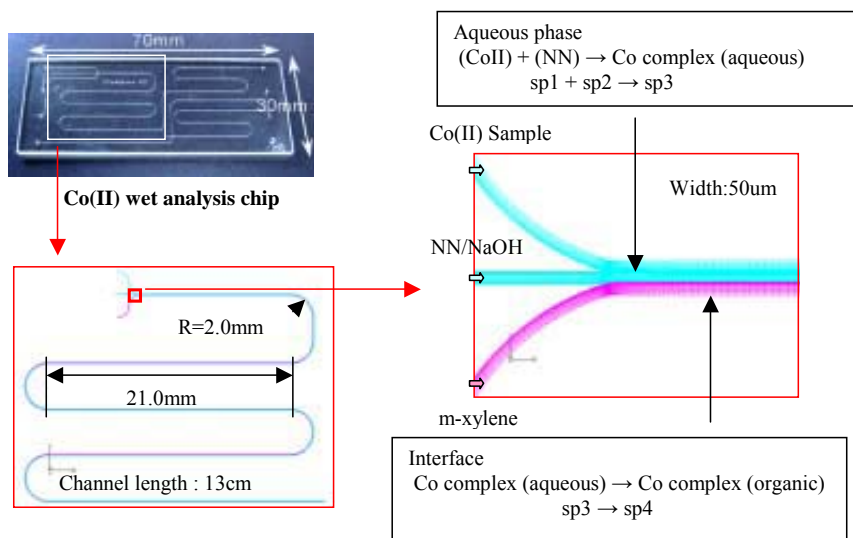 70mm
30mm
Co(II) wet analysis chip
R=2.0mm
21.0mm
Channel length : 13cm
Aqueous phase
(CoII) + (NN) → Co complex (aqueous)
sp1 + sp2 → sp3
Co(II) Sample
Width:50um
NN/NaOH
m-xylene
Interface
Co complex (aqueous) → Co complex (organic)
sp3 → sp4